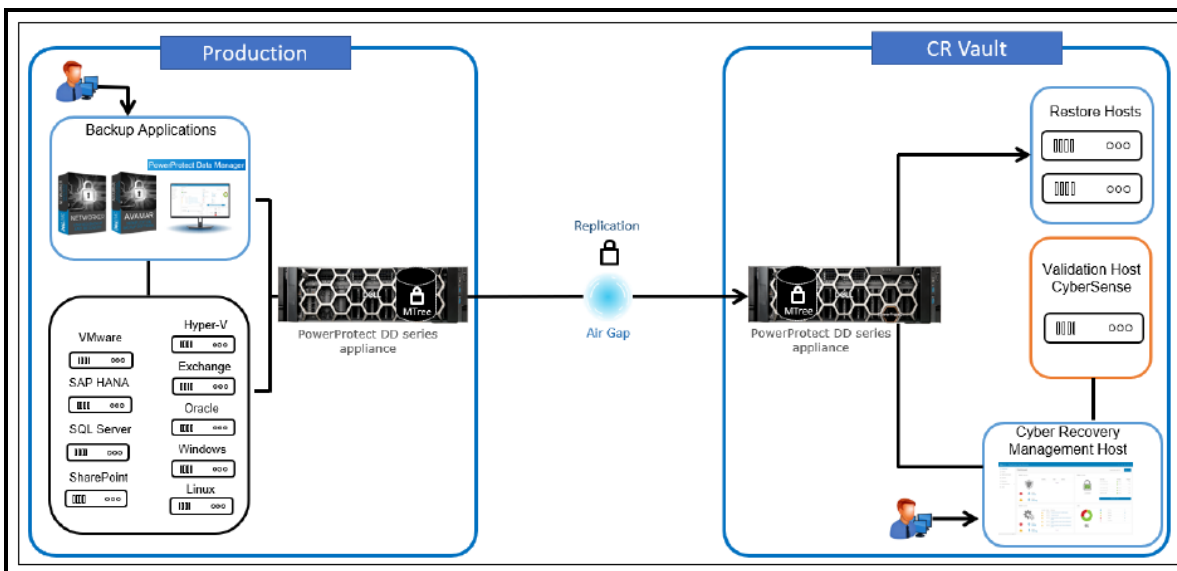 Production
CR Vault
Backup Applications
PowerProtect Data Manager
NETWORKER
AVAMAR
VMware
Hyper-V
SAP HANA
Exchange
SQL Server
Oracle
SharePoint
Windows
Linux
MTree
PowerProtect DD series
appliance
Replication
Air Gap
MTree
PowerProtect DD series
appliance
Restore Hosts
Validation Host
CyberSense
Cyber Recovery
Management Host